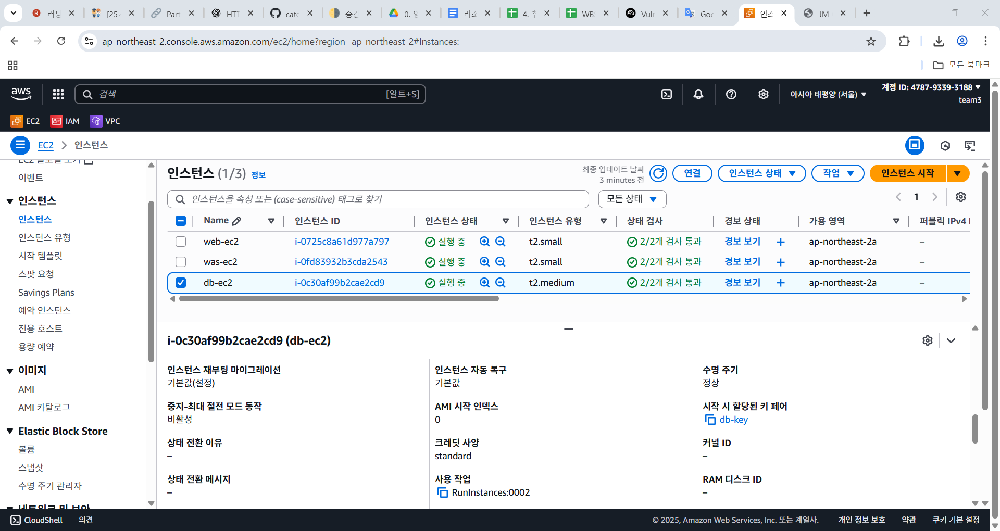 러닝
[25
Part
HTT
cate
중간
0. 영
리소
4. 추
WB
Vuln
Goo
인스
JM
ap-northeast-2.console.aws.amazon.com/ec2/home?region=ap-northeast-2#Instances:
모든 북마크
aws
검색
[알트+S]
아시아 태평양 (서울)
계정 ID: 4787-9339-3188
team3
EC2
IAM
VPC
EC2
인스턴스
EC2 글로벌 보기
이벤트
인스턴스
인스턴스
인스턴스 유형
시작 템플릿
스팟 요청
Savings Plans
예약 인스턴스
전용 호스트
용량 예약
이미지
AMI
AMI 카탈로그
Elastic Block Store
볼륨
스냅샷
수명 주기 관리자
네트워크 및 보안
인스턴스 (1/3) 정보
최종 업데이트 날짜
3 minutes 전
연결
인스턴스 상태
작업
인스턴스 시작
인스턴스을 속성 또는 (case-sensitive) 태그로 찾기
모든 상태
1
Name 인스턴스 ID 인스턴스 상태 인스턴스 유형 상태 검사 경보 상태 가용 영역 퍼블릭 IPv4
web-ec2 i-0725c8a61d977a797 실행 중 t2.small 2/2개 검사 통과 경보 보기 + ap-northeast-2a –
was-ec2 i-0fd83932b3cda2543 실행 중 t2.small 2/2개 검사 통과 경보 보기 + ap-northeast-2a –
db-ec2 i-0c30af99b2cae2cd9 실행 중 t2.medium 2/2개 검사 통과 경보 보기 + ap-northeast-2a –
i-0c30af99b2cae2cd9 (db-ec2)
인스턴스 재부팅 마이그레이션
기본값(설정)
인스턴스 자동 복구
기본값
수명 주기
정상
중지-최대 절전 모드 동작
비활성
AMI 시작 인덱스
0
시작 시 할당된 키 페어
db-key
상태 전환 이유
–
크레딧 사양
standard
커널 ID
–
상태 전환 메시지
–
사용 작업
RunInstances:0002
RAM 디스크 ID
–
CloudShell
의견
© 2025, Amazon Web Services, Inc. 또는 계열사.
개인 정보 보호
약관
쿠키 기본 설정